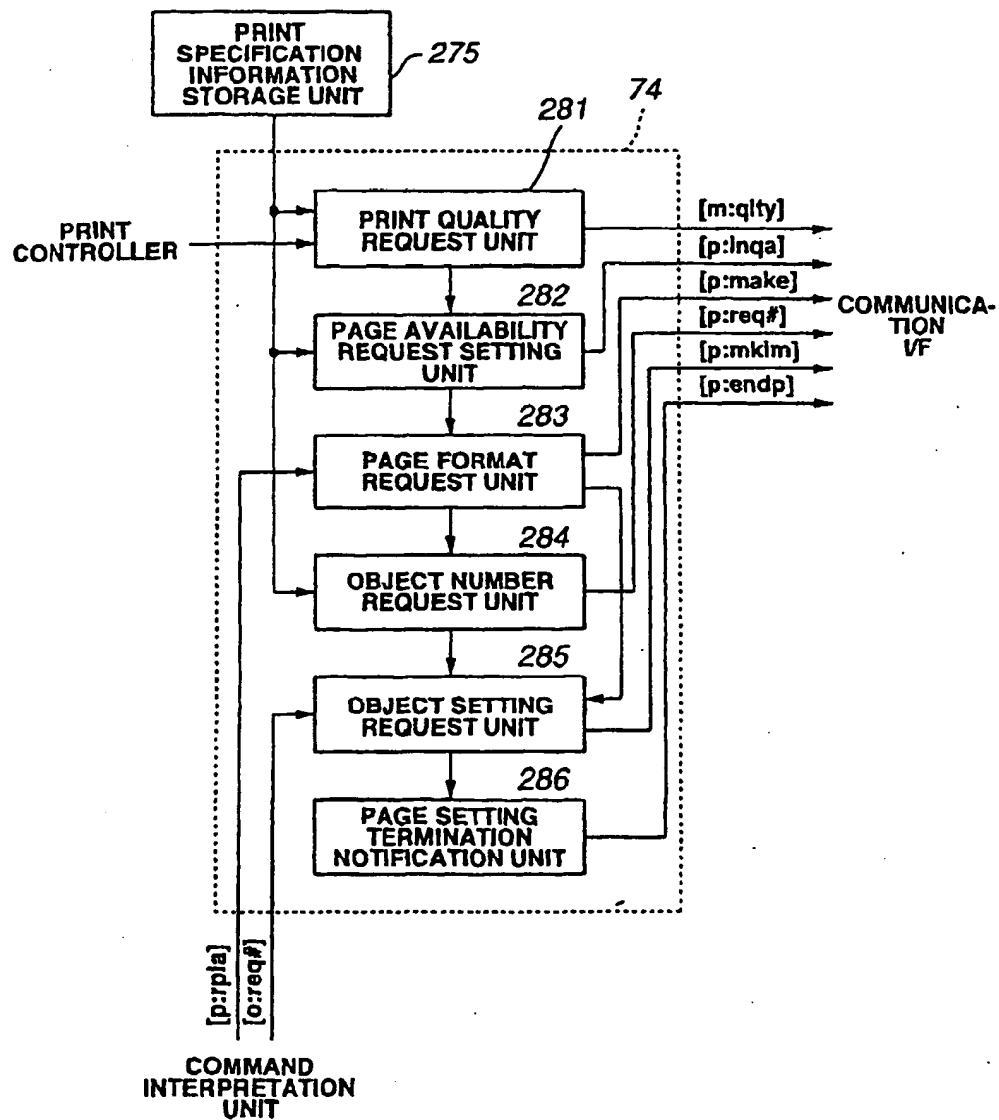 PRINT
SPECIFICATION
INFORMATION
STORAGE UNIT
275
74
281
PRINT
CONTROLLER
PRINT QUALITY
REQUEST UNIT
[m:qlty]
[p:inqa]
[p:make]
[p:req#]
[p:mkim]
[p:endp]
COMMUNICA-
TION
I/F
282
PAGE AVAILABILITY
REQUEST SETTING
UNIT
283
PAGE FORMAT
REQUEST UNIT
284
OBJECT NUMBER
REQUEST UNIT
285
OBJECT SETTING
REQUEST UNIT
286
PAGE SETTING
TERMINATION
NOTIFICATION UNIT
[p:rpla]
[o:req#]
COMMAND
INTERPRETATION
UNIT